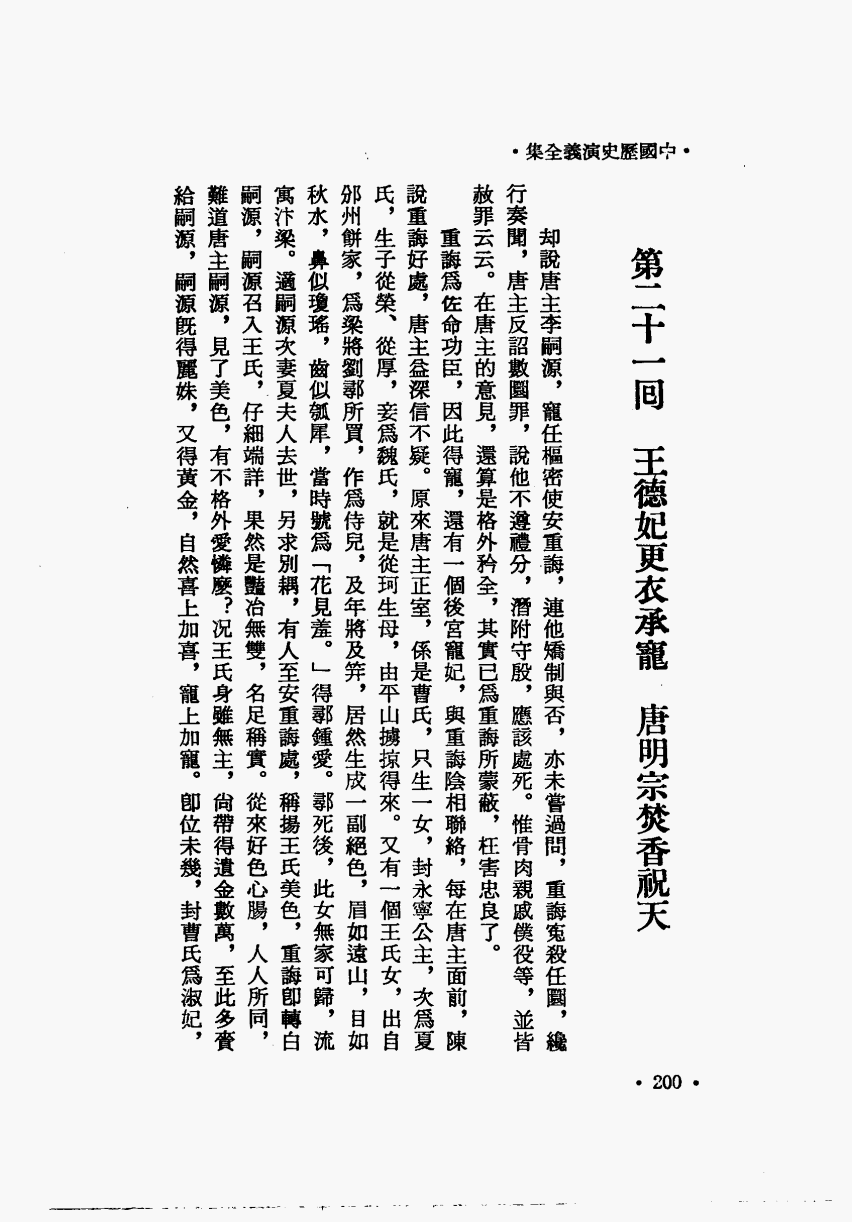 •中國歷史演義全集•
第二十一回　王德妃更衣承寵　唐明宗焚香祝天
却說唐主李嗣源，寵任樞密使安重誨，連他矯制與否，亦未嘗過問，重誨寃殺任圜，纔
行奏聞，唐主反詔數圜罪，說他不遵禮分，潛附守殷，應該處死。惟骨肉親戚僕役等，並皆
赦罪云云。在唐主的意見，還算是格外矜全，其實已爲重誨所蒙蔽，枉害忠良了。
重誨爲佐命功臣，因此得寵，還有一個後宮寵妃，與重誨陰相聯絡，每在唐主面前，陳
說重誨好處，唐主益深信不疑。原來唐主正室，係是曹氏，只生一女，封永寧公主，次爲夏
氏，生子從榮、從厚，妾爲魏氏，就是從珂生母，由平山擄掠得來。又有一個王氏女，出自
邠州餅家，爲梁將劉鄩所買，作爲侍兒，及年將及笄，居然生成一副絕色，眉如遠山，目如
秋水，鼻似瓊瑤，齒似瓠犀，當時號爲「花見羞。」得鄩鍾愛。鄩死後，此女無家可歸，流
寓汴梁。適嗣源次妻夏夫人去世，另求別耦，有人至安重誨處，稱揚王氏美色，重誨卽轉白
嗣源，嗣源召入王氏，仔細端詳，果然是豔冶無雙，名足稱實。從來好色心腸，人人所同，
難道唐主嗣源，見了美色，有不格外愛憐麼？況王氏身雖無主，尙帶得遺金數萬，至此多賫
給嗣源，嗣源旣得麗姝，又得黃金，自然喜上加喜，寵上加寵。卽位未幾，封曹氏爲淑妃，
•200•